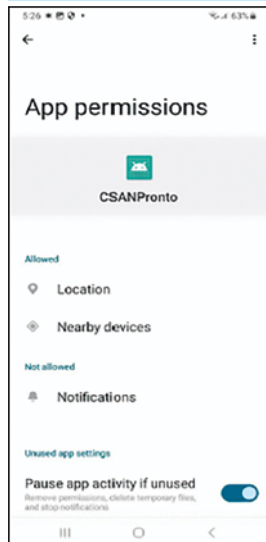 5:26
63%
App permissions
CSANPronto
Allowed
Location
Nearby devices
Not allowed
Notifications
Unused app settings
Pause app activity if unused
Remove permissions, delete temporary files,
and stop notifications